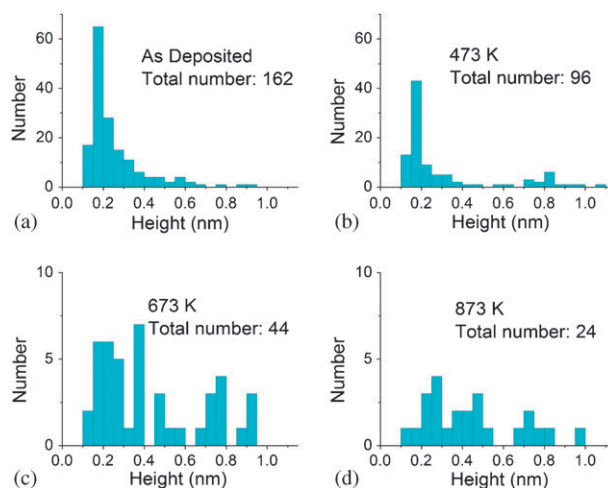 60
40
20
0
Number
As Deposited
Total number: 162
0.0 0.2 0.4 0.6 0.8 1.0
Height (nm)
(a)
60
40
20
0
Number
473 K
Total number: 96
0.0 0.2 0.4 0.6 0.8 1.0
Height (nm)
(b)
10
5
0
Number
673 K
Total number: 44
0.0 0.2 0.4 0.6 0.8 1.0
Height (nm)
(c)
10
5
0
Number
873 K
Total number: 24
0.0 0.2 0.4 0.6 0.8 1.0
Height (nm)
(d)